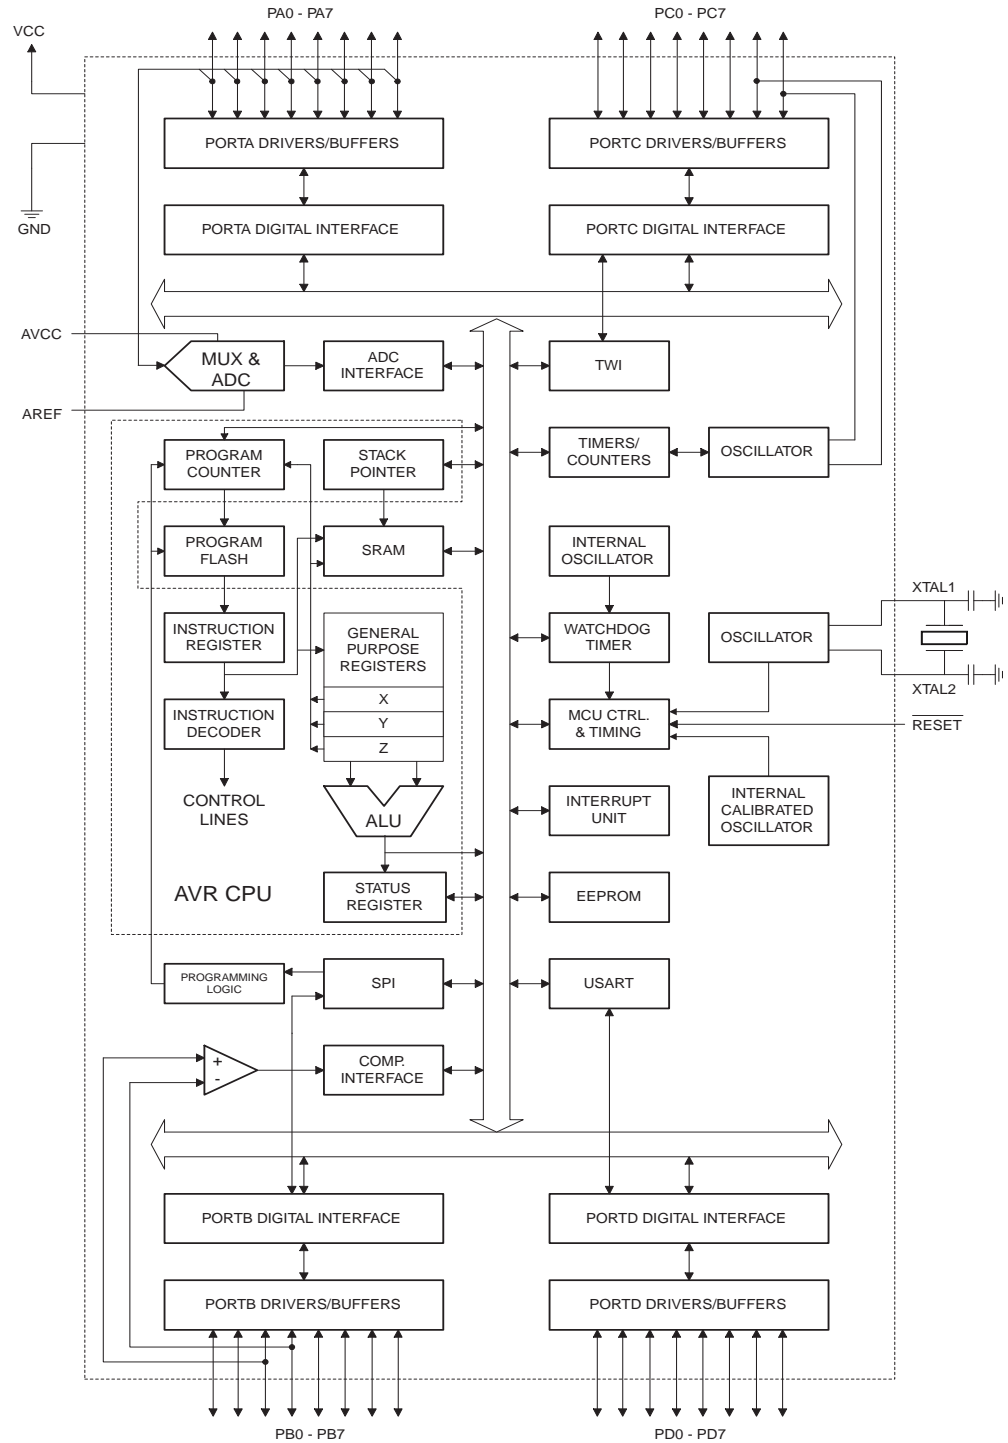 PA0 - PA7
PC0 - PC7
VCC
PORTA DRIVERS/BUFFERS
PORTC DRIVERS/BUFFERS
PORTA DIGITAL INTERFACE
PORTC DIGITAL INTERFACE
GND
AVCC
MUX &
ADC
ADC
INTERFACE
TWI
AREF
PROGRAM
COUNTER
STACK
POINTER
TIMERS/
COUNTERS
OSCILLATOR
PROGRAM
FLASH
SRAM
INTERNAL
OSCILLATOR
XTAL1
INSTRUCTION
REGISTER
GENERAL
PURPOSE
REGISTERS
WATCHDOG
TIMER
OSCILLATOR
XTAL2
X
INSTRUCTION
DECODER
Y
Z
MCU CTRL.
& TIMING
RESET
CONTROL
LINES
ALU
INTERRUPT
UNIT
INTERNAL
CALIBRATED
OSCILLATOR
AVR CPU
STATUS
REGISTER
EEPROM
PROGRAMMING
LOGIC
SPI
USART
+
-
COMP.
INTERFACE
PORTB DIGITAL INTERFACE
PORTD DIGITAL INTERFACE
PORTB DRIVERS/BUFFERS
PORTD DRIVERS/BUFFERS
PB0 - PB7
PD0 - PD7